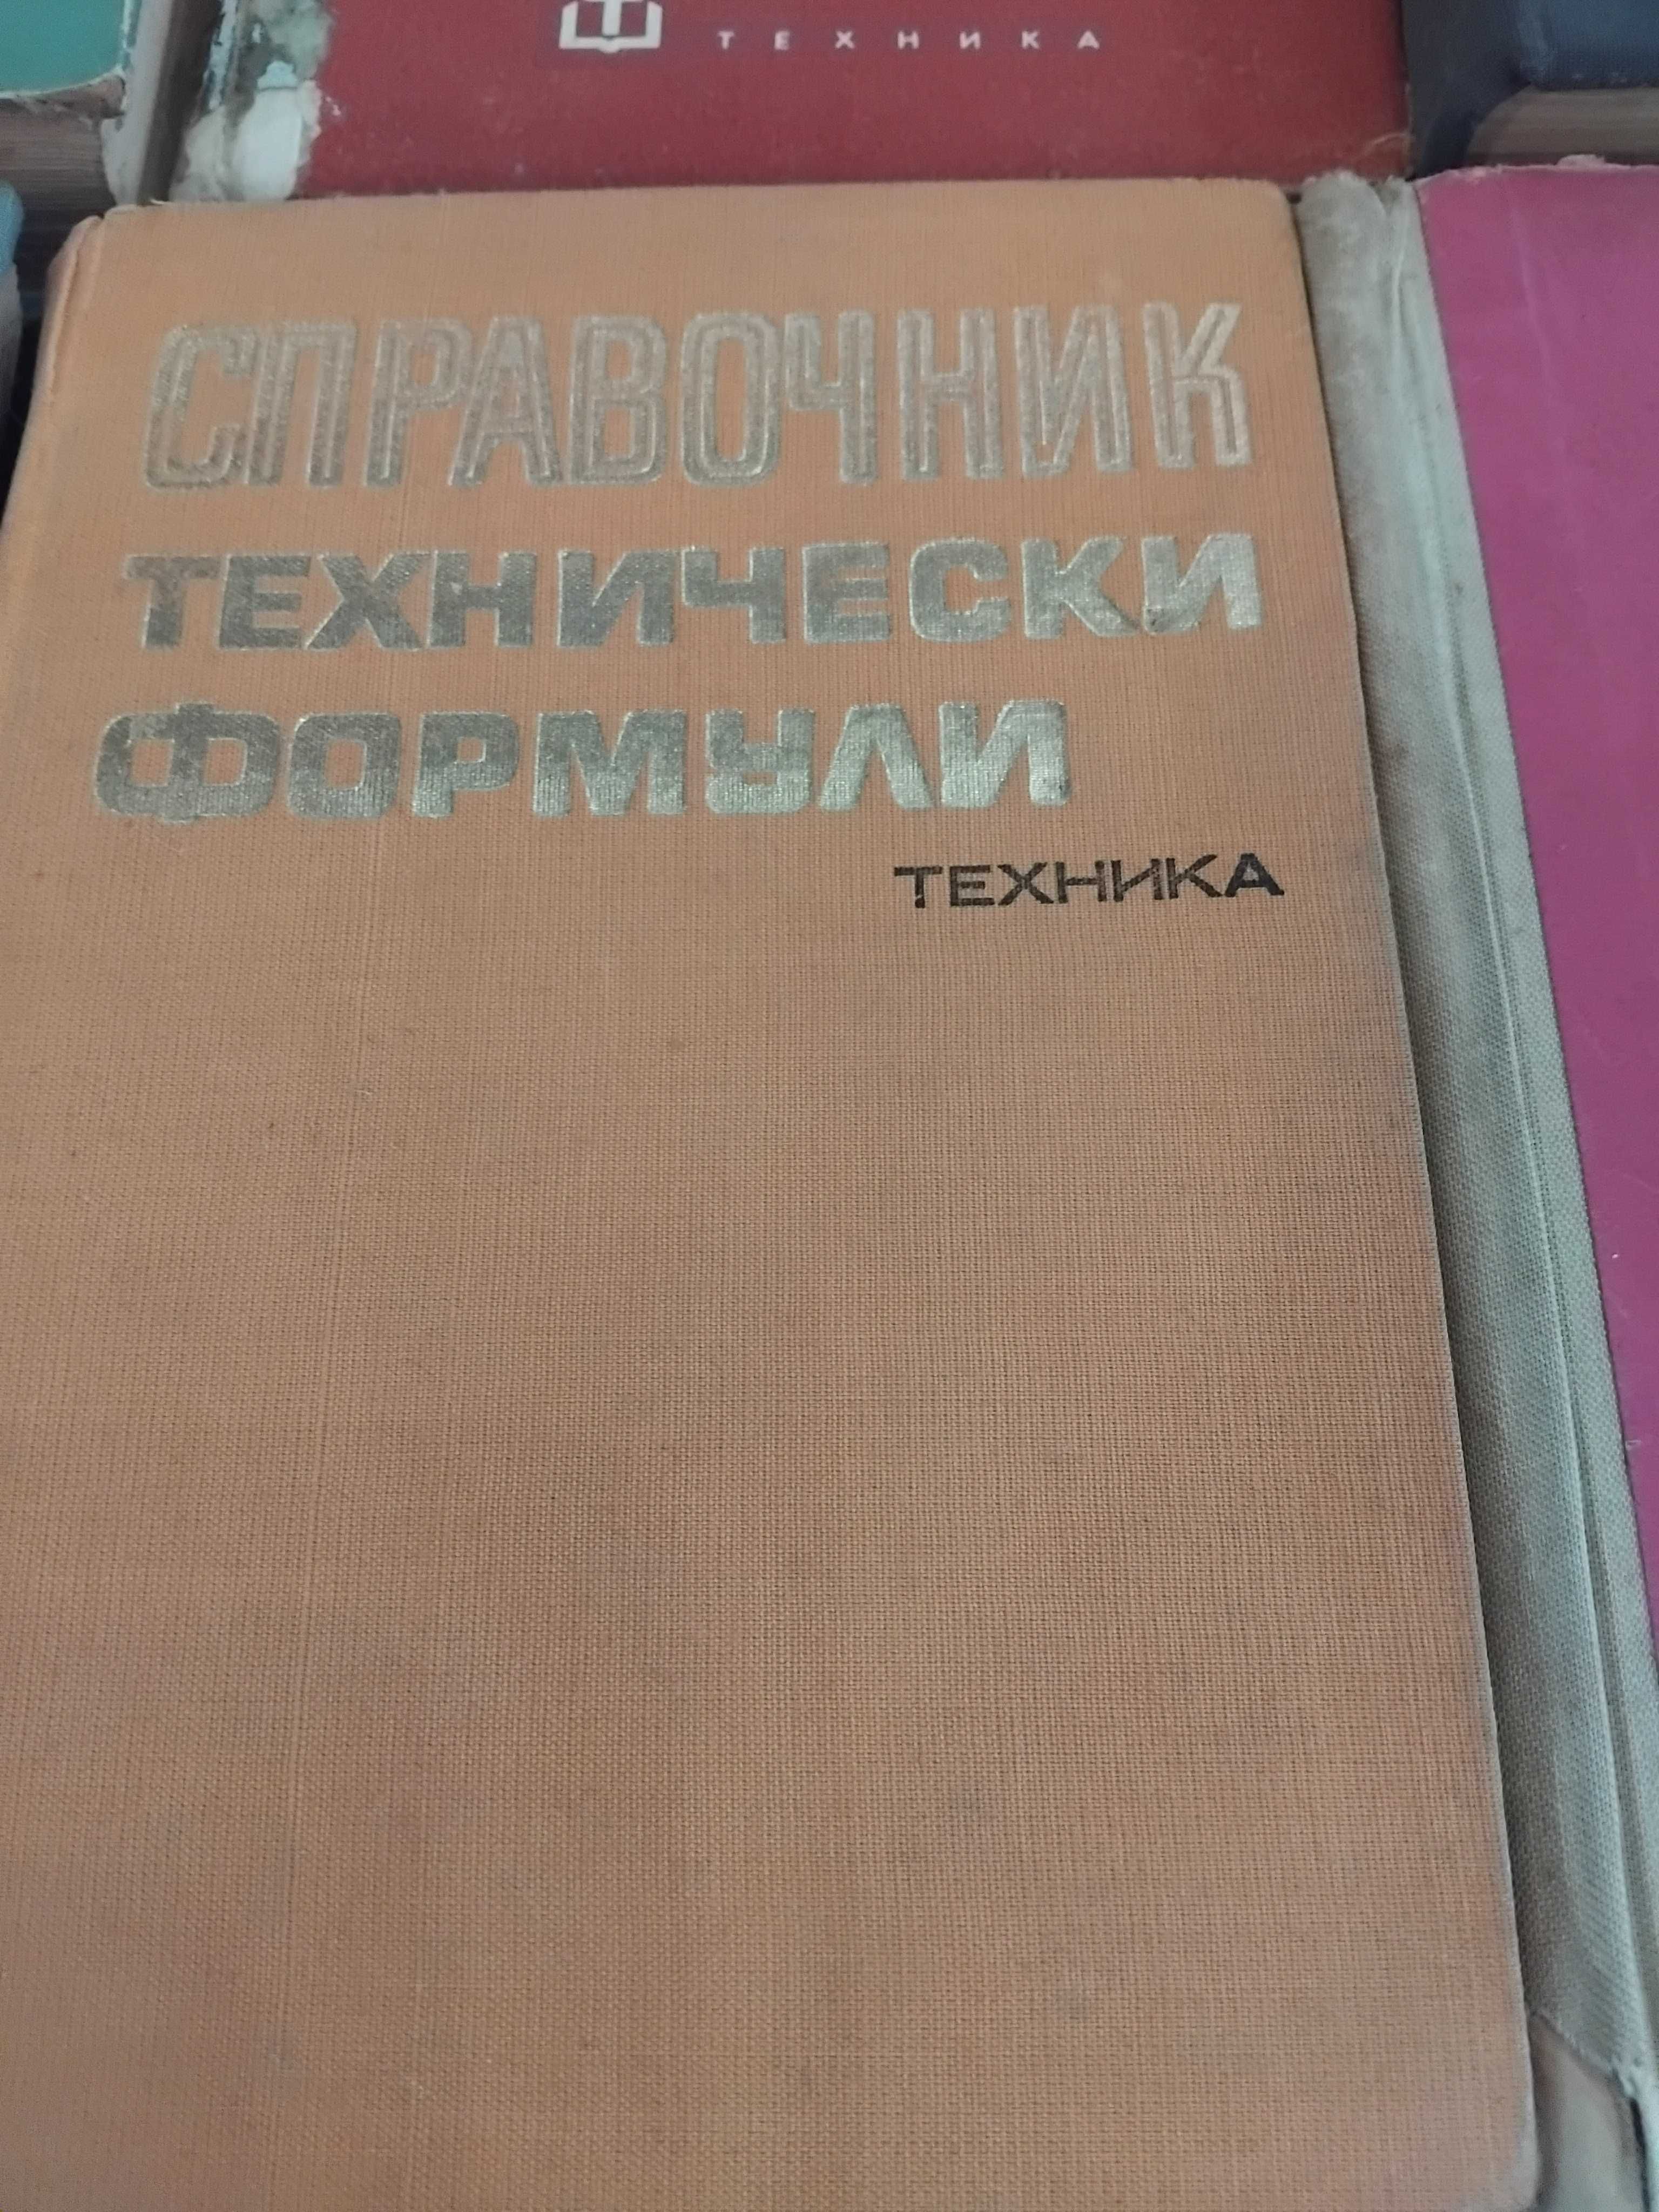 ТЕХНИКА
СПРАВОЧНИК
ТЕХНИЧЕСКИ
ФОРМУЛИ
ТЕХНИКА